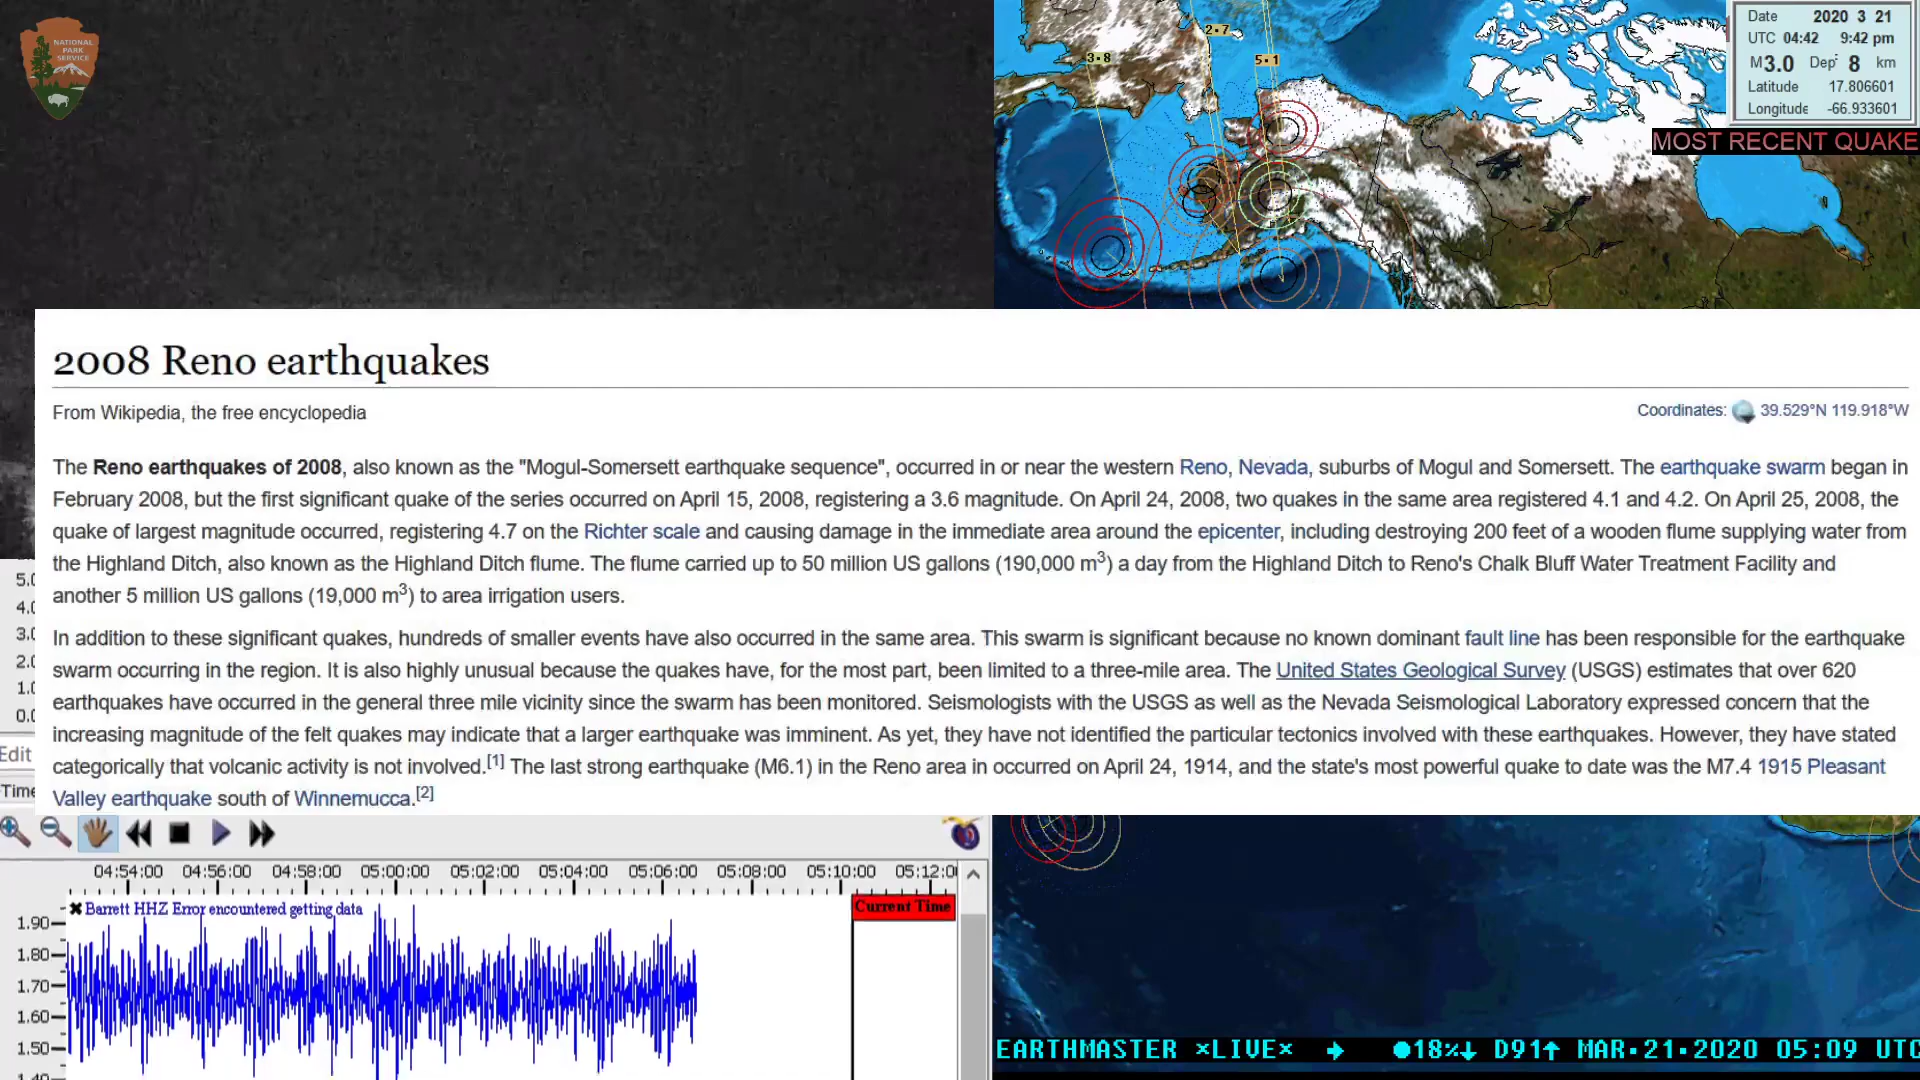 NATIONAL
PARK
SERVICE
3·8
2·7
5·1
Date 2020 3 21
UTC 04:42 9:42 pm
M3.0 Dep 8 km
Latitude 17.806601
Longitude -66.933601
MOST RECENT QUAKE
2008 Reno earthquakes
From Wikipedia, the free encyclopedia
Coordinates: 39.529°N 119.918°W
The Reno earthquakes of 2008, also known as the "Mogul-Somersett earthquake sequence", occurred in or near the western Reno, Nevada, suburbs of Mogul and Somersett. The earthquake swarm began in
February 2008, but the first significant quake of the series occurred on April 15, 2008, registering a 3.6 magnitude. On April 24, 2008, two quakes in the same area registered 4.1 and 4.2. On April 25, 2008, the
quake of largest magnitude occurred, registering 4.7 on the Richter scale and causing damage in the immediate area around the epicenter, including destroying 200 feet of a wooden flume supplying water from
the Highland Ditch, also known as the Highland Ditch flume. The flume carried up to 50 million US gallons (190,000 m³) a day from the Highland Ditch to Reno's Chalk Bluff Water Treatment Facility and
another 5 million US gallons (19,000 m³) to area irrigation users.
In addition to these significant quakes, hundreds of smaller events have also occurred in the same area. This swarm is significant because no known dominant fault line has been responsible for the earthquake
swarm occurring in the region. It is also highly unusual because the quakes have, for the most part, been limited to a three-mile area. The United States Geological Survey (USGS) estimates that over 620
earthquakes have occurred in the general three mile vicinity since the swarm has been monitored. Seismologists with the USGS as well as the Nevada Seismological Laboratory expressed concern that the
increasing magnitude of the felt quakes may indicate that a larger earthquake was imminent. As yet, they have not identified the particular tectonics involved with these earthquakes. However, they have stated
categorically that volcanic activity is not involved.[1] The last strong earthquake (M6.1) in the Reno area in occurred on April 24, 1914, and the state's most powerful quake to date was the M7.4 1915 Pleasant
Valley earthquake south of Winnemucca.[2]
5.0
4.0
3.0
2.0
1.0
0.0
Edit
Time
04:54:00 04:56:00 04:58:00 05:00:00 05:02:00 05:04:00 05:06:00 05:08:00 05:10:00 05:12:00
Barrett HHZ Error encountered getting data
Current Time
1.90
1.80
1.70
1.60
1.50
1.40
EARTHMASTER ×LIVE× → ●18%↓ D91↑ MAR·21·2020 05:09 UTC